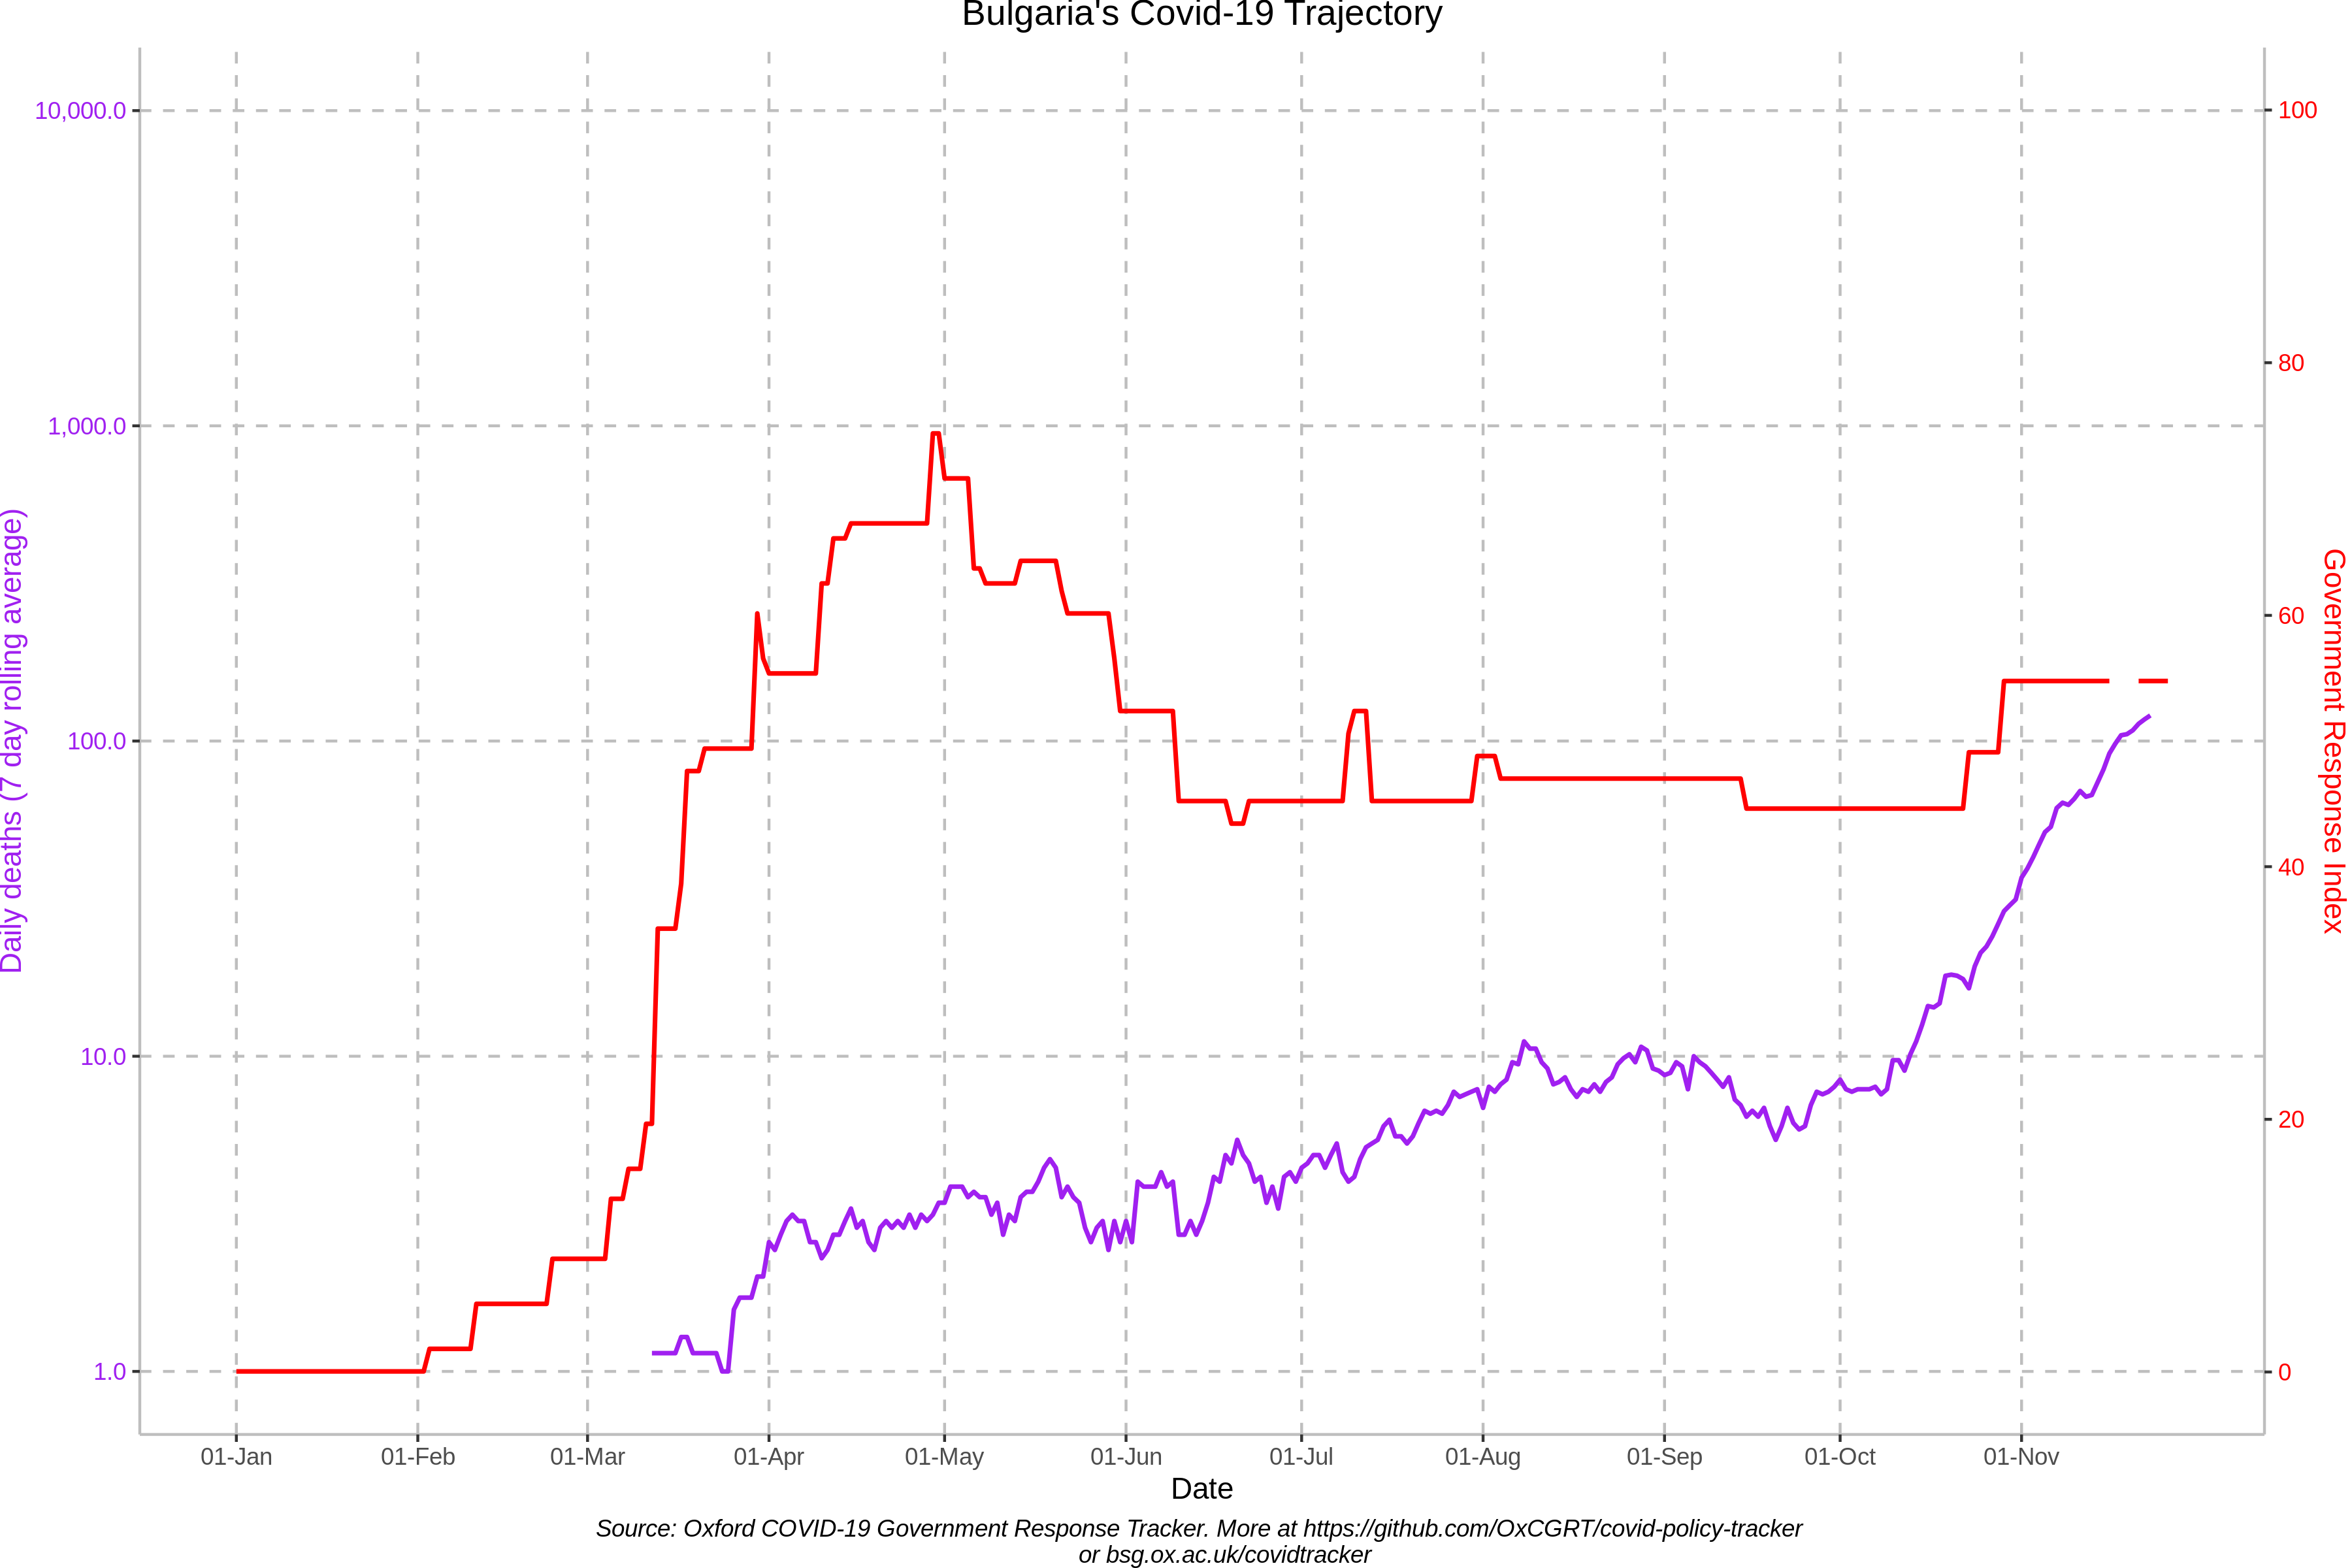 Bulgaria's Covid-19 Trajectory
10,000.0
1,000.0
100.0
10.0
1.0
Daily deaths (7 day rolling average)
100
80
60
40
20
0
Government Response Index
01-Jan
01-Feb
01-Mar
01-Apr
01-May
01-Jun
01-Jul
01-Aug
01-Sep
01-Oct
01-Nov
Date
Source: Oxford COVID-19 Government Response Tracker. More at https://github.com/OxCGRT/covid-policy-tracker
or bsg.ox.ac.uk/covidtracker